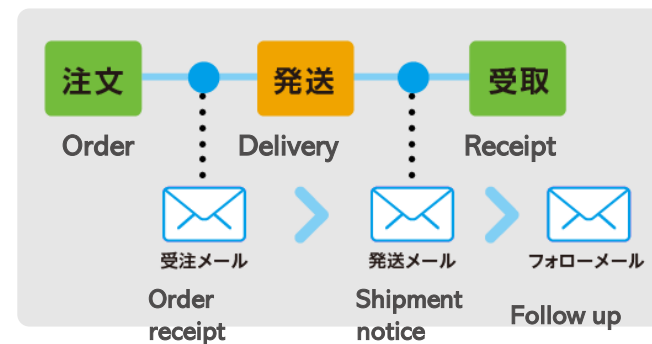 注文
発送
受取
Order
Delivery
Receipt
受注メール
発送メール
フォローメール
Order
receipt
Shipment
notice
Follow up